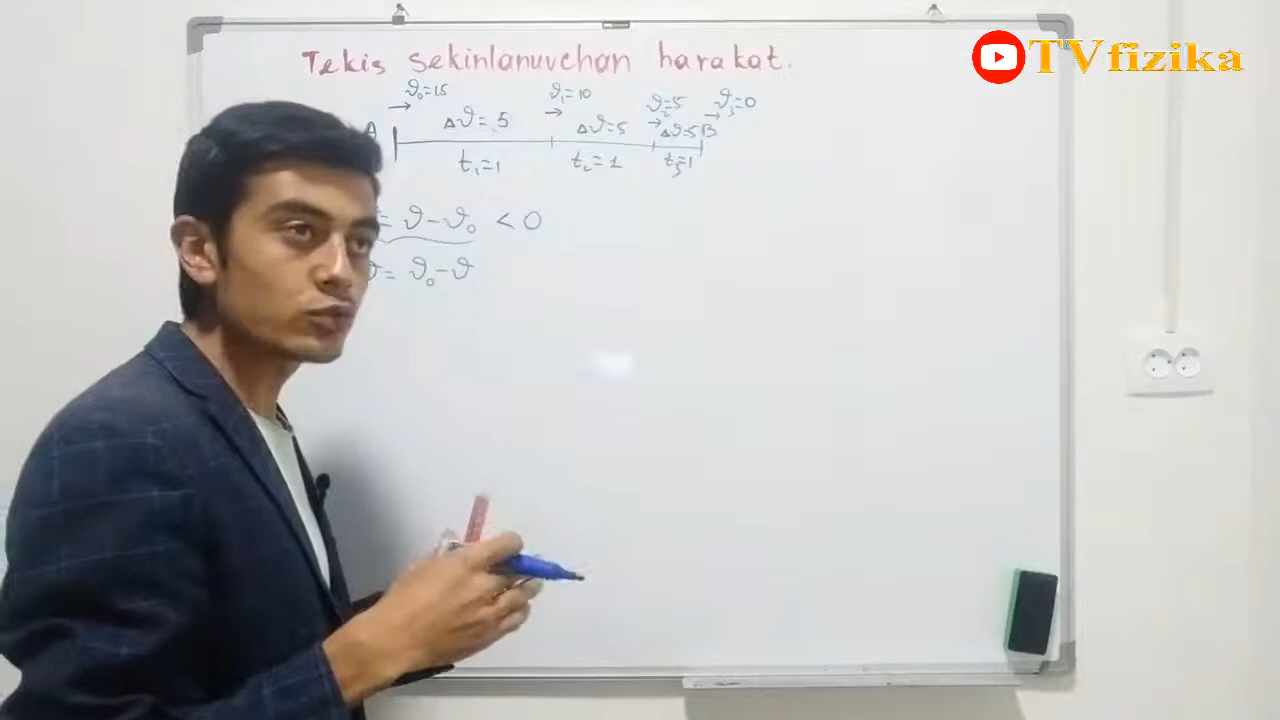 TVfizika
Tekis sekinlanuvchan harakat.
ϑ₀=15 ϑ₁=10 ϑ₂=5 ϑ₃=0
A Δϑ=5 Δϑ=5 Δϑ=5 B
t₁=1 t₂=1 t₃=1
= ϑ-ϑ₀ < 0
ϑ= ϑ₀-ϑ